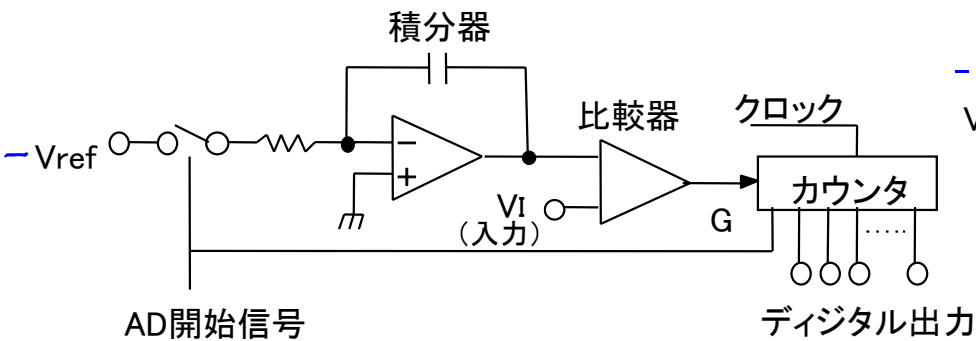 積分器
比較器
クロック
V
−Vref
−
+
カウンタ
VI
(入力)
G
......
AD開始信号
ディジタル出力